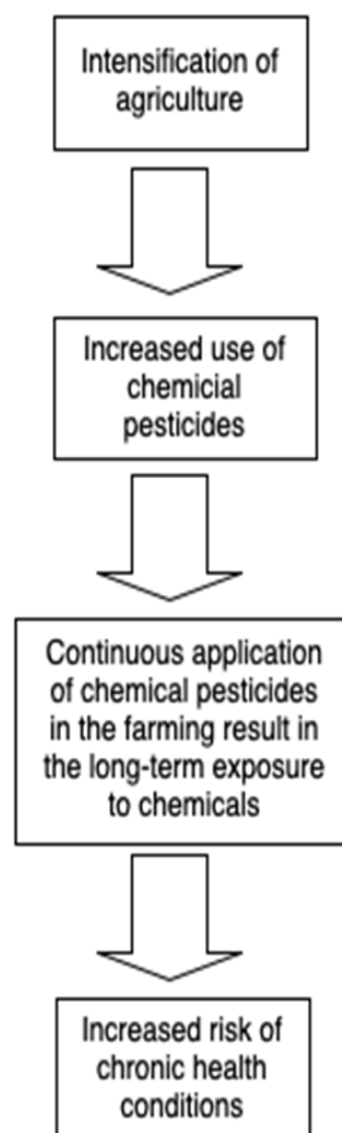 Intensification of
agriculture
Increased use of
chemicial
pesticides
Continuous application
of chemical pesticides
in the farming result in
the long-term exposure
to chemicals
Increased risk of
chronic health
conditions